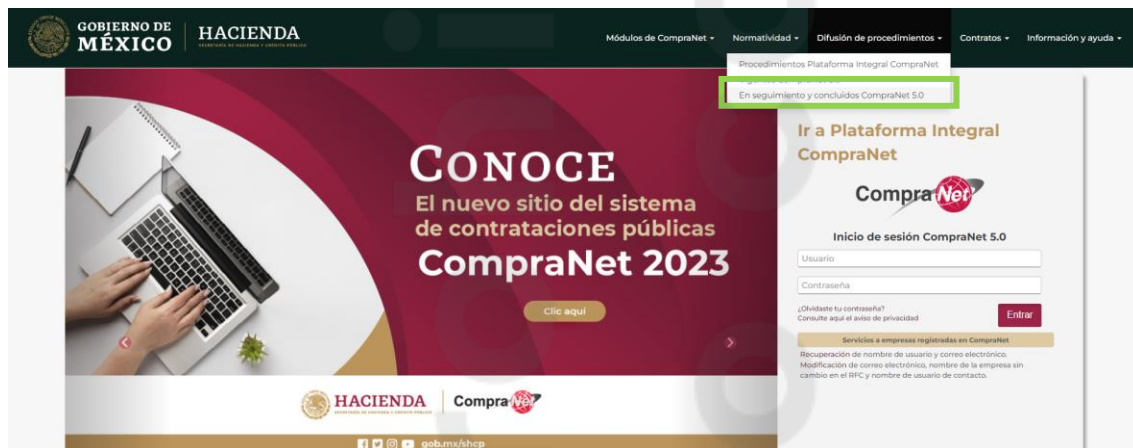 GOBIERNO DE
MÉXICO
HACIENDA
SECRETARÍA DE HACIENDA Y CRÉDITO PÚBLICO
Módulos de CompraNet
Normatividad
Difusión de procedimientos
Contratos
Información y ayuda
Procedimientos Plataforma Integral CompraNet
En seguimiento y concluidos CompraNet 5.0
CONOCE
El nuevo sitio del sistema
de contrataciones públicas
CompraNet 2023
Clic aquí
HACIENDA
CompraNet
gob.mx/shcp
Ir a Plataforma Integral
CompraNet
CompraNet
Inicio de sesión CompraNet 5.0
Usuario
Contraseña
¿Olvidaste tu contraseña?
Consulte aquí el aviso de privacidad
Entrar
Servicios a empresas registradas en CompraNet
Recuperación de nombre de usuario y correo electrónico.
Modificación de correo electrónico, nombre de la empresa sin
cambio en el RFC y nombre de usuario de contacto.